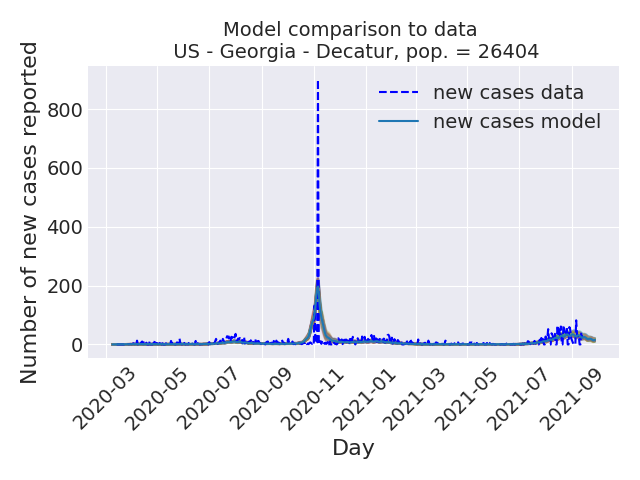 Model comparison to data
US - Georgia - Decatur, pop. = 26404
Number of new cases reported
800
600
400
200
0
new cases data
new cases model
2020-03
2020-05
2020-07
2020-09
2020-11
2021-01
2021-03
2021-05
2021-07
2021-09
Day